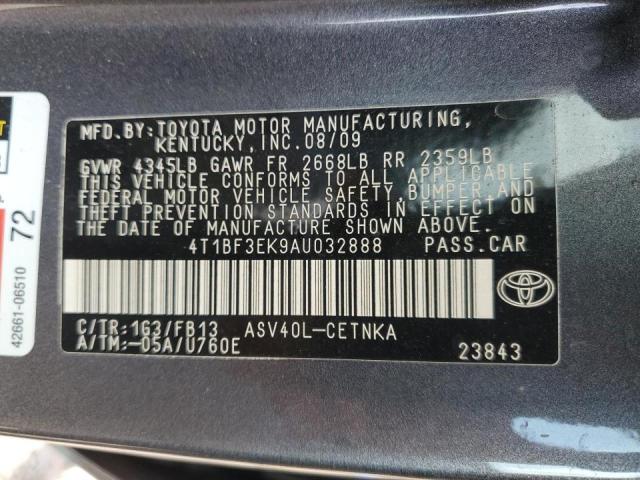 MFD. BY: TOYOTA MOTOR MANUFACTURING,
KENTUCKY, INC. 08/09
GVWR 4345LB GAWR FR 2668LB RR 2359LB
THIS VEHICLE CONFORMS TO ALL APPLICABLE
FEDERAL MOTOR VEHICLE SAFETY, BUMPER, AND
THEFT PREVENTION STANDARDS IN EFFECT ON
THE DATE OF MANUFACTURE SHOWN ABOVE.
4T1BF3EK9AU032888 PASS.CAR
C/TR:1G3/FB13 ASV40L-CETNKA
A/TM:-05A/U760E 23843
42661-06510
72